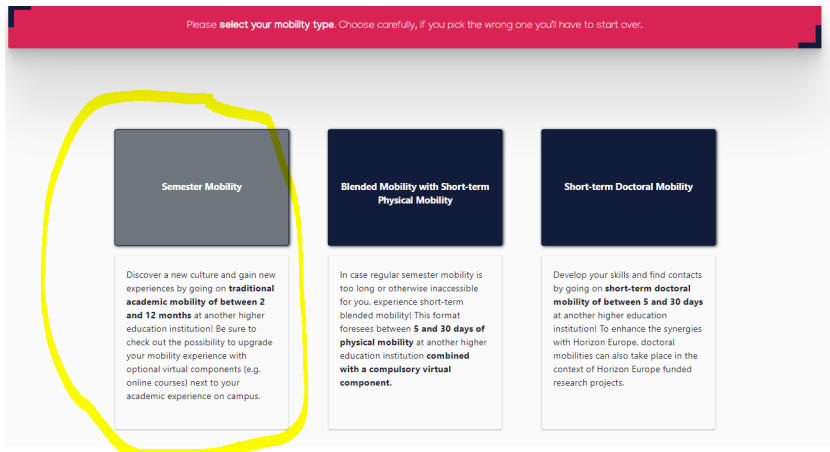 Please select your mobility type. Choose carefully, if you pick the wrong one you'll have to start over.
Semester Mobility
Discover a new culture and gain new
experiences by going on traditional
academic mobility of between 2
and 12 months at another higher
education institution! Be sure to
check out the possibility to upgrade
your mobility experience with
optional virtual components (e.g.
online courses) next to your
academic experience on campus.
Blended Mobility with Short-term
Physical Mobility
In case regular semester mobility is
too long or otherwise inaccessible
for you, experience short-term
blended mobility! This format
foresees between 5 and 30 days of
physical mobility at another higher
education institution combined
with a compulsory virtual
component.
Short-term Doctoral Mobility
Develop your skills and find contacts
by going on short-term doctoral
mobility of between 5 and 30 days
at another higher education
institution! To enhance the synergies
with Horizon Europe, doctoral
mobilities can also take place in the
context of Horizon Europe funded
research projects.